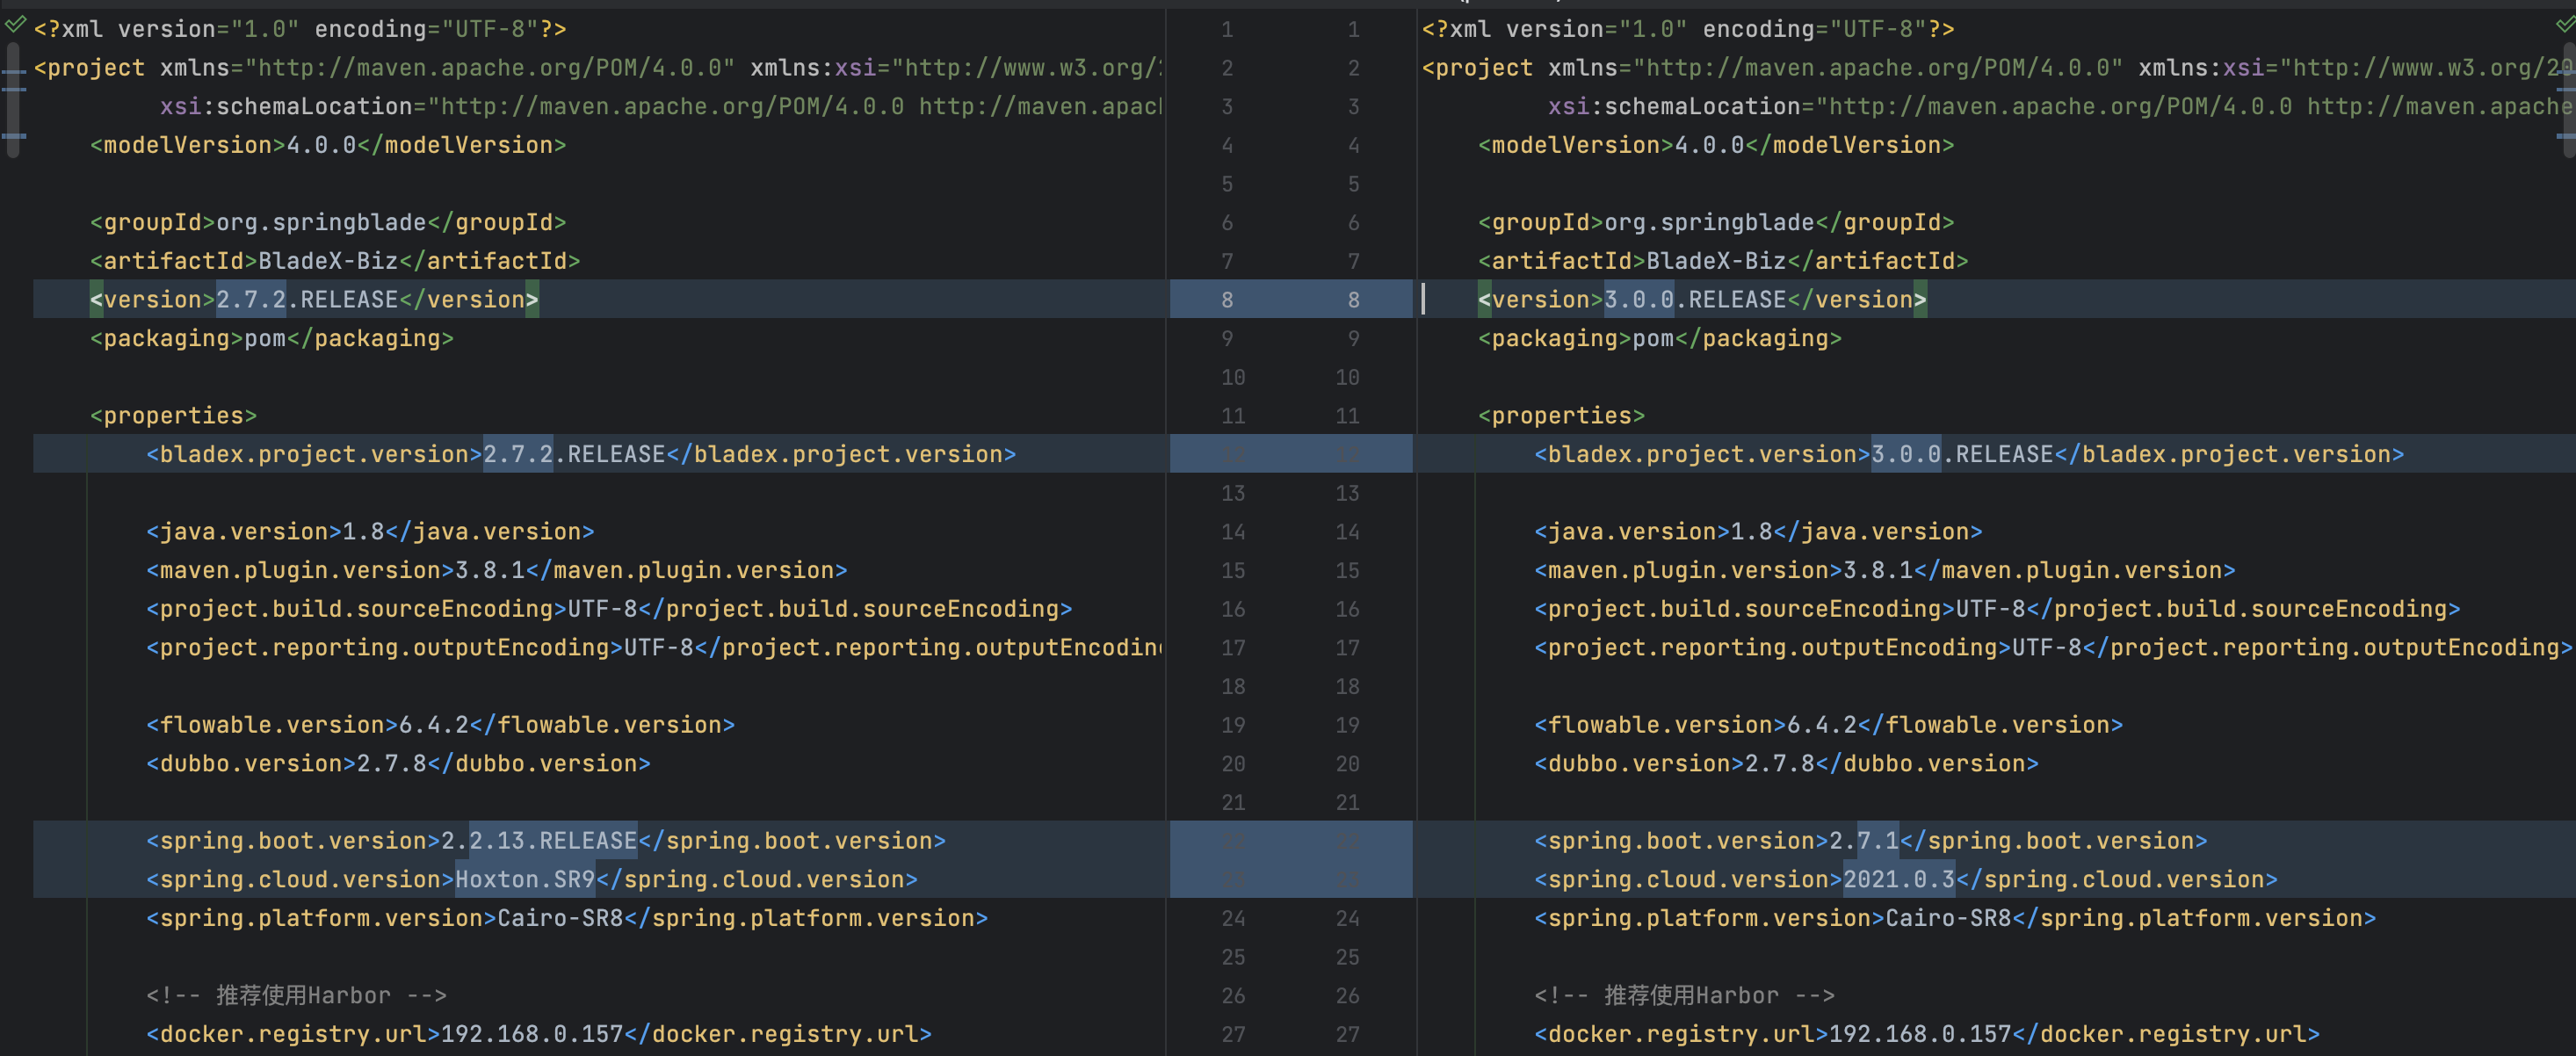 <?xml version="1.0" encoding="UTF-8"?>
<project xmlns="http://maven.apache.org/POM/4.0.0" xmlns:xsi="http://www.w3.org/
xsi:schemaLocation="http://maven.apache.org/POM/4.0.0 http://maven.apac
<modelVersion>4.0.0</modelVersion>
<groupId>org.springblade</groupId>
<artifactId>BladeX-Biz</artifactId>
<version>2.7.2.RELEASE</version>
<packaging>pom</packaging>
<properties>
<bladex.project.version>2.7.2.RELEASE</bladex.project.version>
<java.version>1.8</java.version>
<maven.plugin.version>3.8.1</maven.plugin.version>
<project.build.sourceEncoding>UTF-8</project.build.sourceEncoding>
<project.reporting.outputEncoding>UTF-8</project.reporting.outputEncodin
<flowable.version>6.4.2</flowable.version>
<dubbo.version>2.7.8</dubbo.version>
<spring.boot.version>2.2.13.RELEASE</spring.boot.version>
<spring.cloud.version>Hoxton.SR9</spring.cloud.version>
<spring.platform.version>Cairo-SR8</spring.platform.version>
<!-- 推荐使用Harbor -->
<docker.registry.url>192.168.0.157</docker.registry.url>
1 1
2 2
3 3
4 4
5 5
6 6
7 7
8 8
9 9
10 10
11 11
13 13
14 14
15 15
16 16
17 17
18 18
19 19
20 20
21 21
24 24
25 25
26 26
27 27
<?xml version="1.0" encoding="UTF-8"?>
<project xmlns="http://maven.apache.org/POM/4.0.0" xmlns:xsi="http://www.w3.org/20
xsi:schemaLocation="http://maven.apache.org/POM/4.0.0 http://maven.apache
<modelVersion>4.0.0</modelVersion>
<groupId>org.springblade</groupId>
<artifactId>BladeX-Biz</artifactId>
<version>3.0.0.RELEASE</version>
<packaging>pom</packaging>
<properties>
<bladex.project.version>3.0.0.RELEASE</bladex.project.version>
<java.version>1.8</java.version>
<maven.plugin.version>3.8.1</maven.plugin.version>
<project.build.sourceEncoding>UTF-8</project.build.sourceEncoding>
<project.reporting.outputEncoding>UTF-8</project.reporting.outputEncoding>
<flowable.version>6.4.2</flowable.version>
<dubbo.version>2.7.8</dubbo.version>
<spring.boot.version>2.7.1</spring.boot.version>
<spring.cloud.version>2021.0.3</spring.cloud.version>
<spring.platform.version>Cairo-SR8</spring.platform.version>
<!-- 推荐使用Harbor -->
<docker.registry.url>192.168.0.157</docker.registry.url>